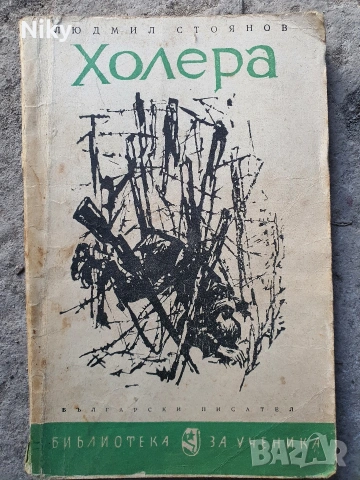 Niky
ЛЮДМИЛ СТОЯНОВ
Холера
БЪЛГАРСКИ ПИСАТЕЛ
БИБЛИОТЕКА ЗА УЧЕНИКА
BAZAR